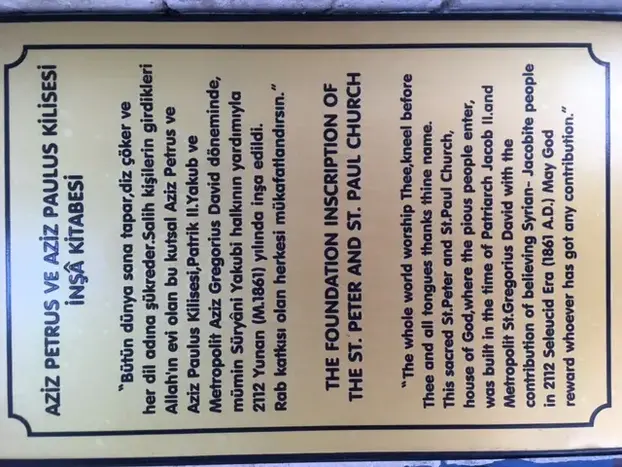 AZİZ PETRUS VE AZİZ PAULUS KİLİSESİ
İNŞÂ KİTABESİ
"Bütün dünya sana tapar,diz çöker ve
her dil adına şükreder.Salih kişilerin girdikleri
Allah'ın evi olan bu kutsal Aziz Petrus ve
Aziz Paulus Kilisesi,Patrik II.Yakub ve
Metropolit Aziz Gregorius David döneminde,
mümin Süryâni Yakubi halkının yardımıyla
2112 Yunan (M.1861) yılında inşa edildi.
Rab katkısı olan herkesi mükafatlandırsın."
THE FOUNDATION INSCRIPTION OF
THE ST. PETER AND ST. PAUL CHURCH
"The whole world worship Thee,kneel before
Thee and all tongues thanks thine name.
This sacred St.Peter and St.Paul Church,
house of God,where the pious people enter,
was built in the time of Patriarch Jacob II.and
Metropolit St.Gregorius David with the
contribution of believing Syrian- Jacobite people
in 2112 Seleucid Era (1861 A.D.) May God
reward whoever has got any contribution."